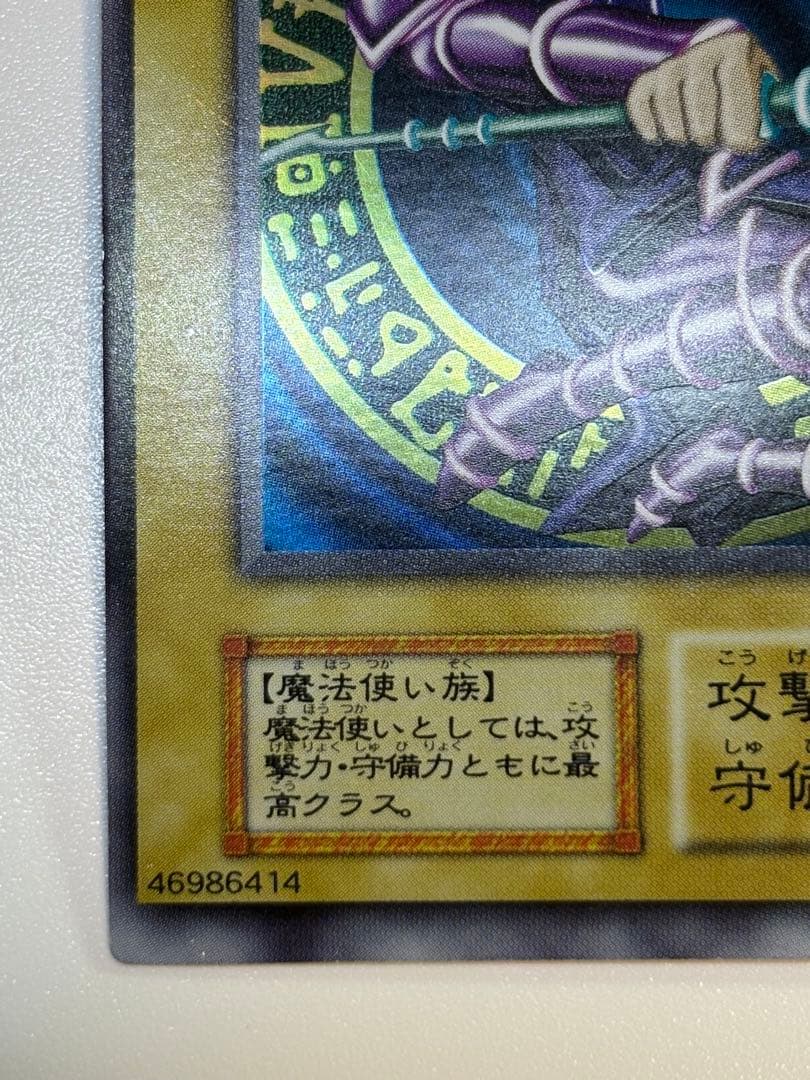 【魔法使い族】
魔法使いとしては、攻
撃力・守備力ともに最
高クラス。
攻撃
守備
46986414